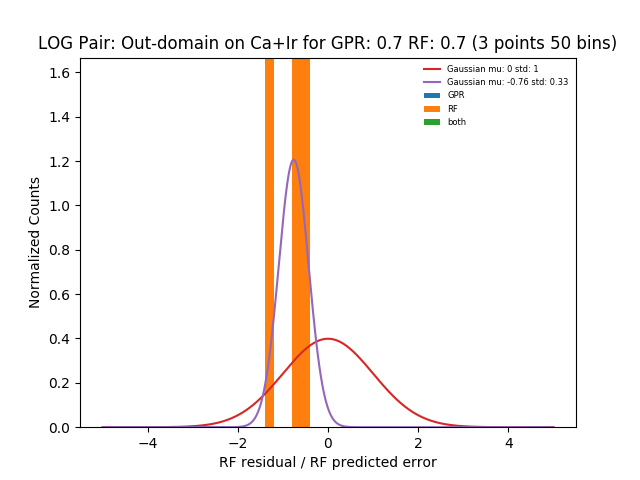 LOG Pair: Out-domain on Ca+Ir for GPR: 0.7 RF: 0.7 (3 points 50 bins)
Gaussian mu: 0 std: 1
Gaussian mu: -0.76 std: 0.33
GPR
RF
both
Normalized Counts
1.6
1.4
1.2
1.0
0.8
0.6
0.4
0.2
0.0
−4 −2 0 2 4
RF residual / RF predicted error